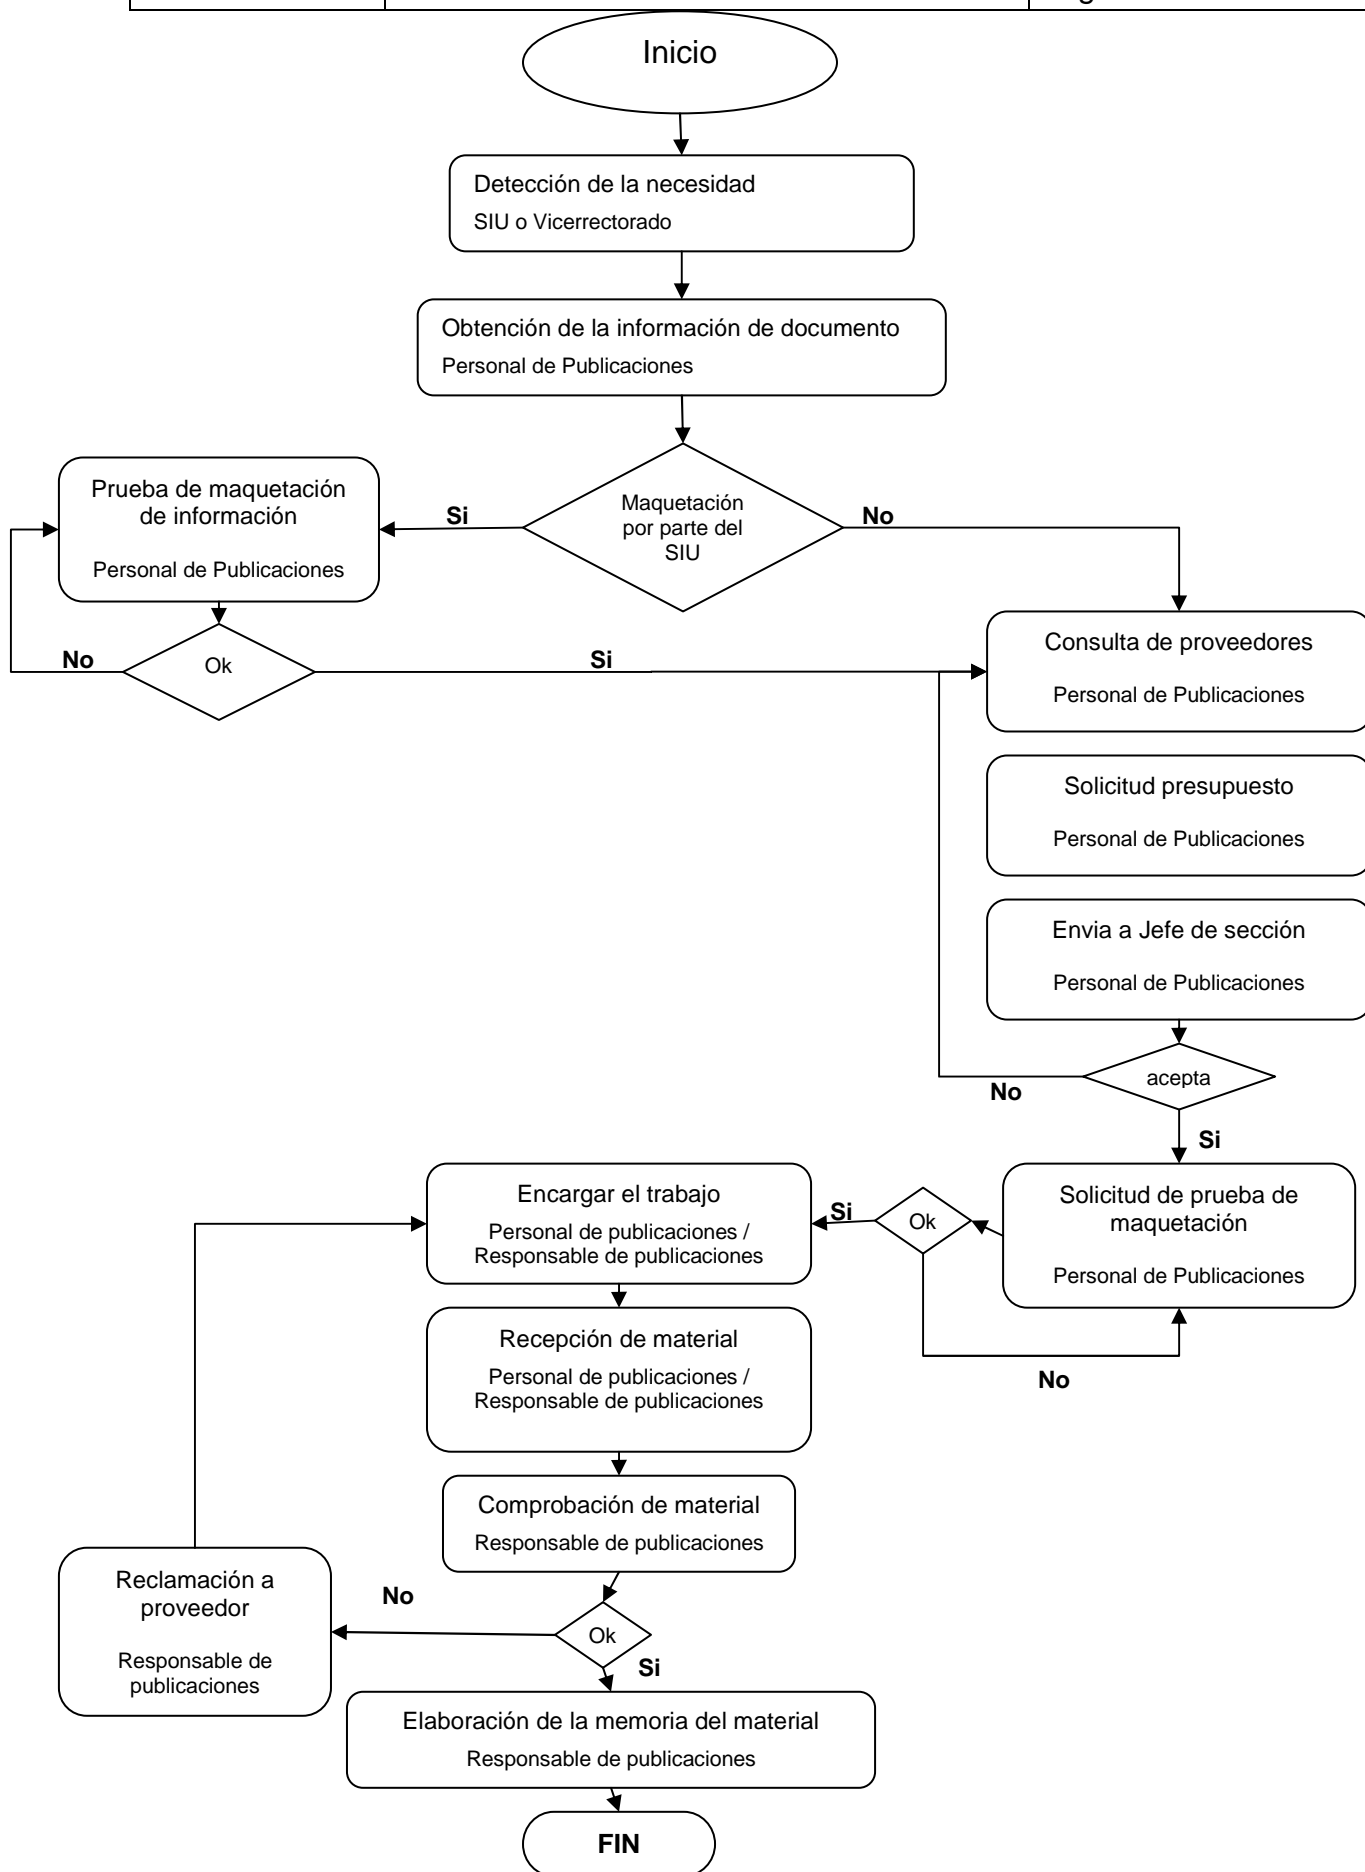 Inicio
Detección de la necesidad
SIU o Vicerrectorado
Obtención de la información de documento
Personal de Publicaciones
Prueba de maquetación
de información
Personal de Publicaciones
Si
Maquetación
por parte del
SIU
No
No
Ok
Si
Consulta de proveedores
Personal de Publicaciones
Solicitud presupuesto
Personal de Publicaciones
Envia a Jefe de sección
Personal de Publicaciones
acepta
No
Si
Encargar el trabajo
Personal de publicaciones /
Responsable de publicaciones
Si
Ok
Solicitud de prueba de
maquetación
Personal de Publicaciones
No
Recepción de material
Personal de publicaciones /
Responsable de publicaciones
Comprobación de material
Responsable de publicaciones
Reclamación a
proveedor
Responsable de
publicaciones
No
Ok
Si
Elaboración de la memoria del material
Responsable de publicaciones
FIN